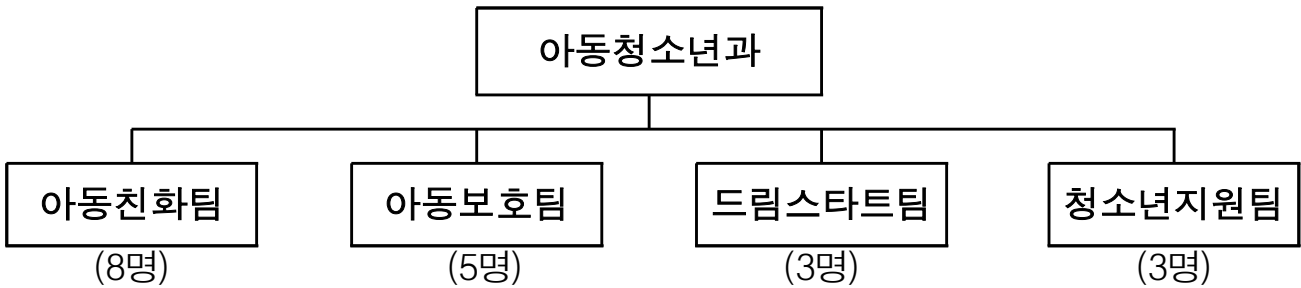 아동청소년과
아동친화팀 아동보호팀 드림스타트팀 청소년지원팀
(8명) (5명) (3명) (3명)